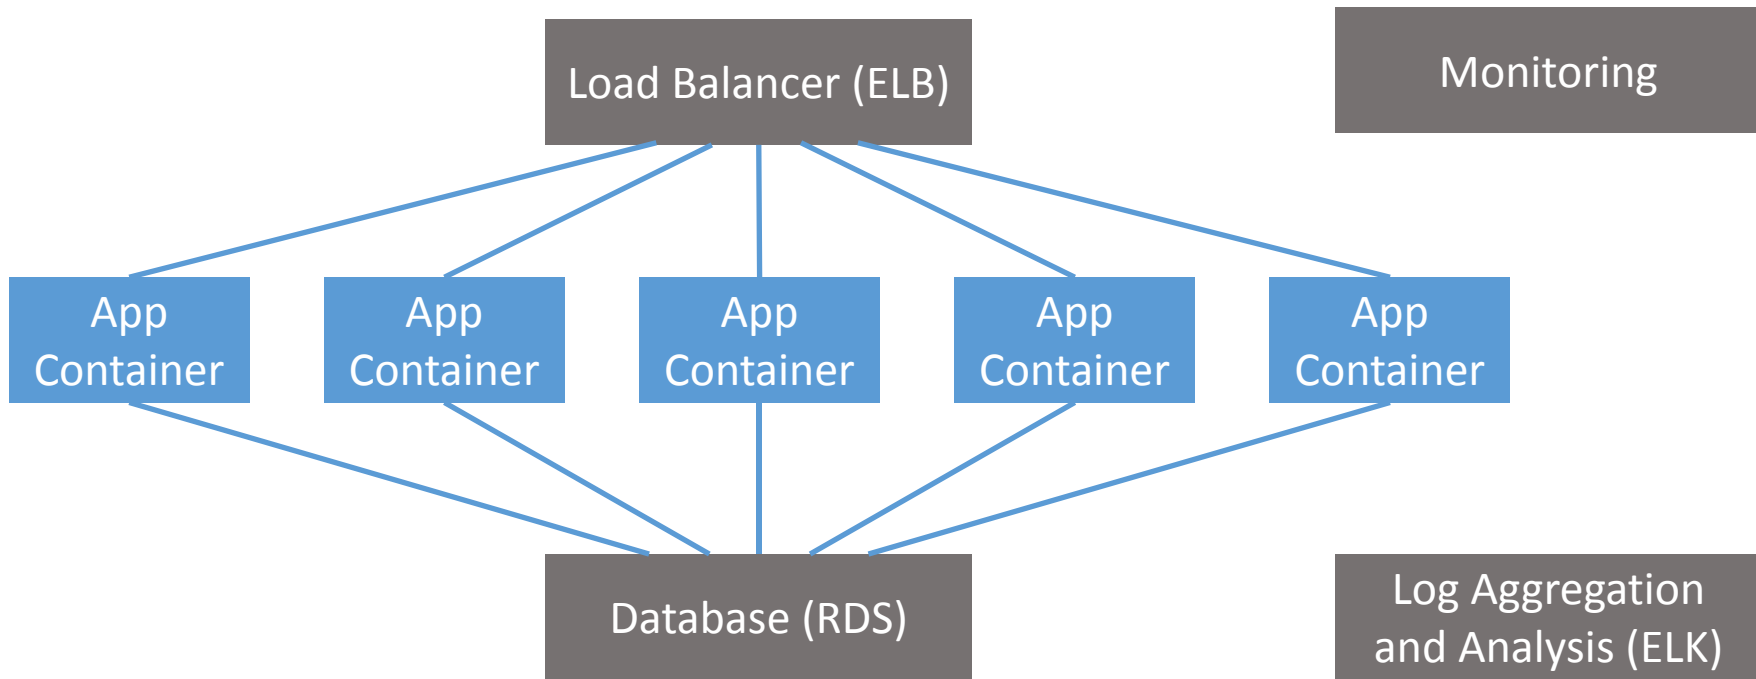 Load Balancer (ELB)
Monitoring
App
Container
App
Container
App
Container
App
Container
App
Container
Database (RDS)
Log Aggregation
and Analysis (ELK)